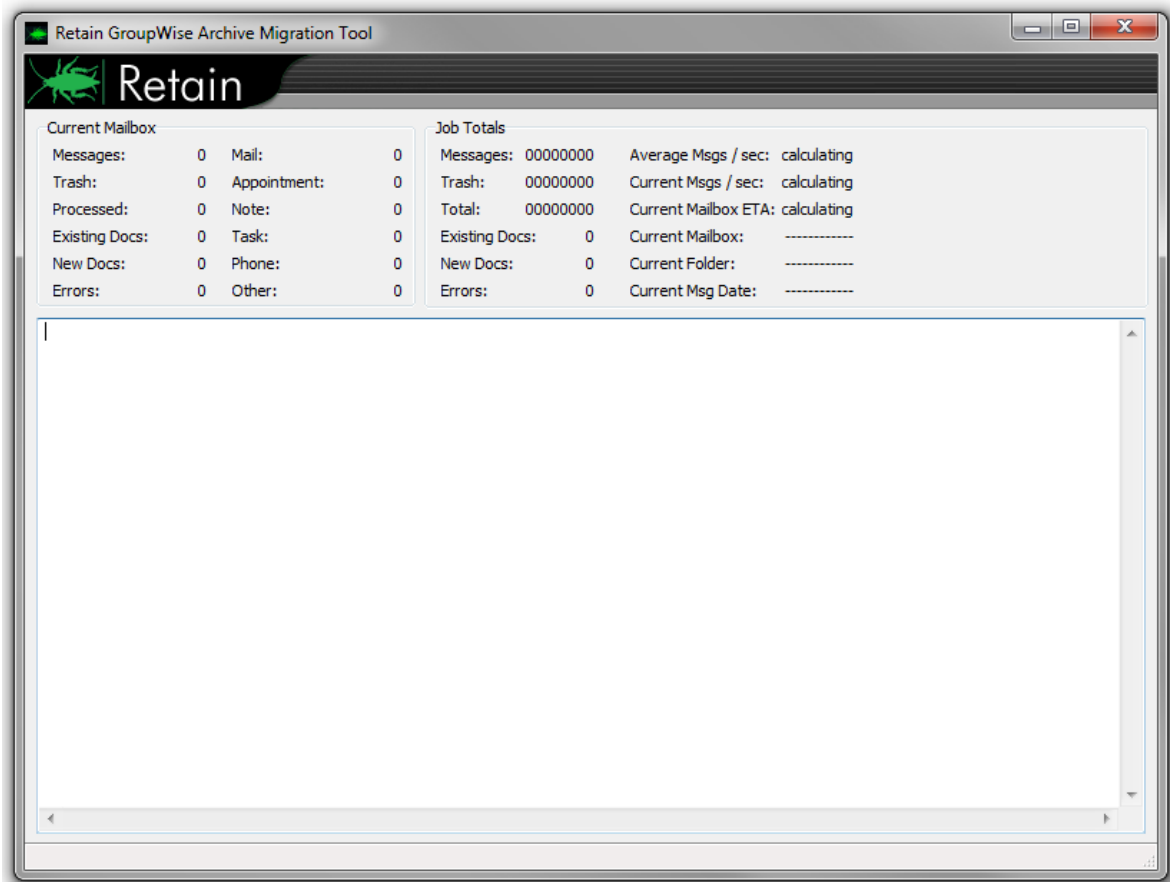 Retain GroupWise Archive Migration Tool
Retain
Current Mailbox
Messages: 0 Mail: 0
Trash: 0 Appointment: 0
Processed: 0 Note: 0
Existing Docs: 0 Task: 0
New Docs: 0 Phone: 0
Errors: 0 Other: 0
Job Totals
Messages: 00000000 Average Msgs / sec: calculating
Trash: 00000000 Current Msgs / sec: calculating
Total: 00000000 Current Mailbox ETA: calculating
Existing Docs: 0 Current Mailbox: ------------
New Docs: 0 Current Folder: ------------
Errors: 0 Current Msg Date: ------------